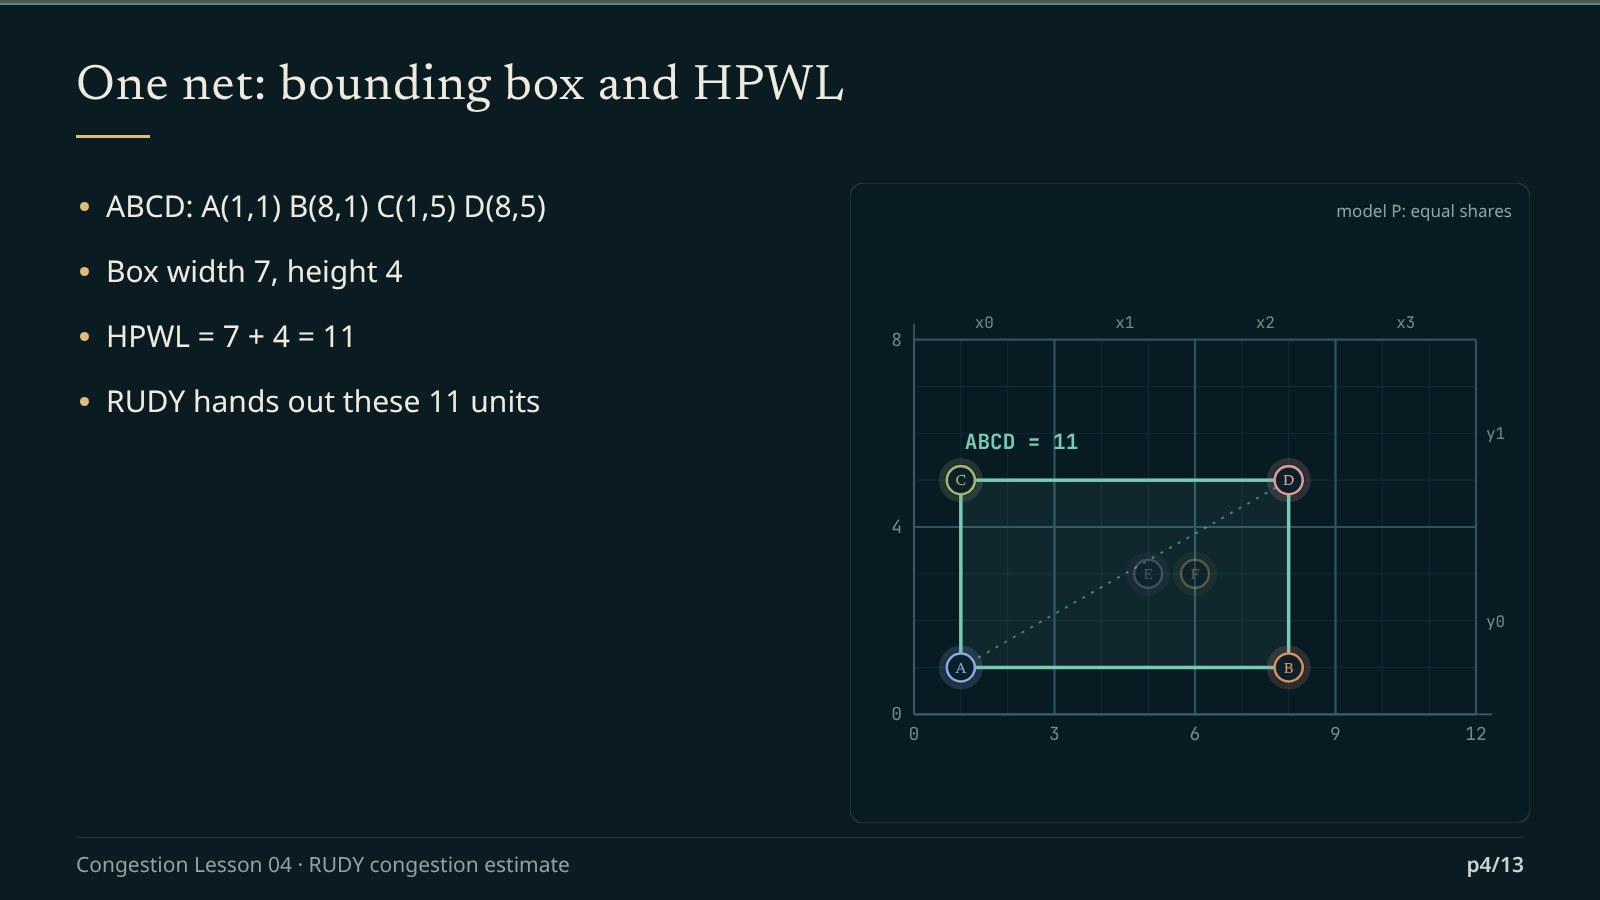 One net: bounding box and HPWL
• ABCD: A(1,1) B(8,1) C(1,5) D(8,5)
• Box width 7, height 4
• HPWL = 7 + 4 = 11
• RUDY hands out these 11 units
model P: equal shares
x0 x1 x2 x3
8
y1
ABCD = 11
C D
4
E F
y0
A B
0
0 3 6 9 12
Congestion Lesson 04 · RUDY congestion estimate
p4/13